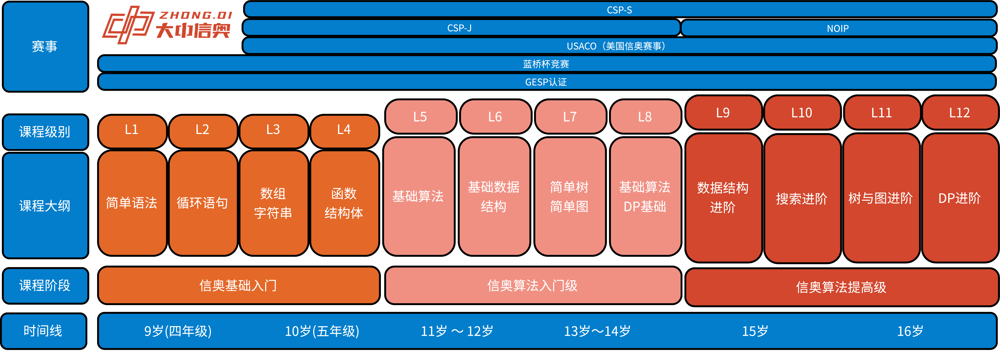 赛事
ZHONG.OI
大中信奥
CSP-S
CSP-J
NOIP
USACO（美国信奥赛事）
蓝桥杯竞赛
GESP认证
课程级别
L1
L2
L3
L4
L5
L6
L7
L8
L9
L10
L11
L12
课程大纲
简单语法
循环语句
数组
字符串
函数
结构体
基础算法
基础数据
结构
简单树
简单图
基础算法
DP基础
数据结构
进阶
搜索进阶
树与图进阶
DP进阶
课程阶段
信奥基础入门
信奥算法入门级
信奥算法提高级
时间线
9岁(四年级)
10岁(五年级)
11岁 ～ 12岁
13岁～14岁
15岁
16岁